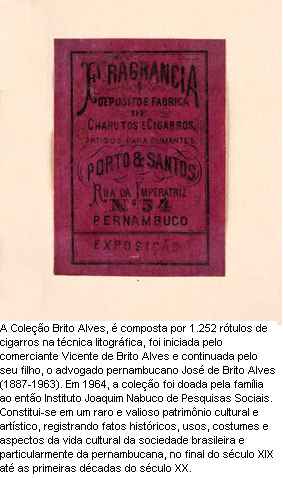 FRAGRANCIA
DEPOSITO E FABRICA
DE
CHARUTOS E CIGARROS,
ARTIGOS PARA FUMANTES
PORTO & SANTOS
RUA DA IMPERATRIZ
Nº 54
PERNAMBUCO
EXPOSIÇÃO
A Coleção Brito Alves, é composta por 1.252 rótulos de
cigarros na técnica litográfica, foi iniciada pelo
comerciante Vicente de Brito Alves e continuada pelo
seu filho, o advogado pernambucano José de Brito Alves
(1887-1963). Em 1964, a coleção foi doada pela família
ao então Instituto Joaquim Nabuco de Pesquisas Sociais.
Constitui-se em um raro e valioso patrimônio cultural e
artístico, registrando fatos históricos, usos, costumes e
aspectos da vida cultural da sociedade brasileira e
particularmente da pernambucana, no final do século XIX
até as primeiras décadas do século XX.